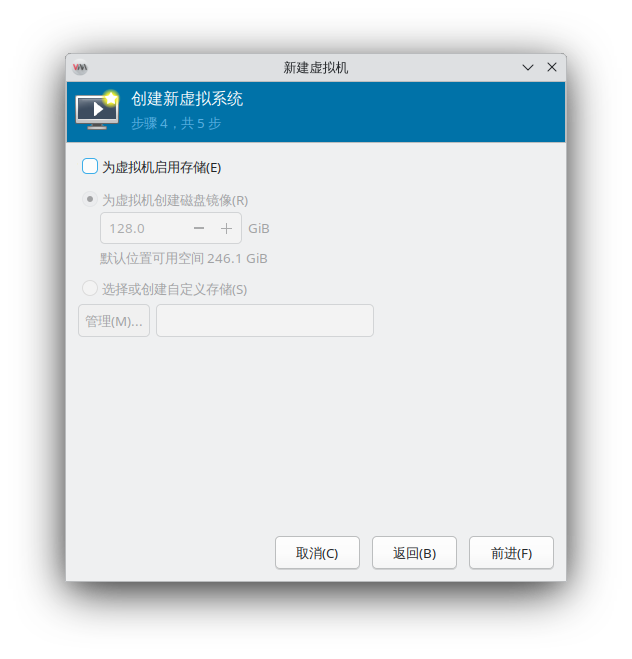 新建虚拟机
创建新虚拟系统
步骤 4，共 5 步
为虚拟机启用存储(E)
为虚拟机创建磁盘镜像(R)
128.0 GiB
默认位置可用空间 246.1 GiB
选择或创建自定义存储(S)
管理(M)...
取消(C) 返回(B) 前进(F)